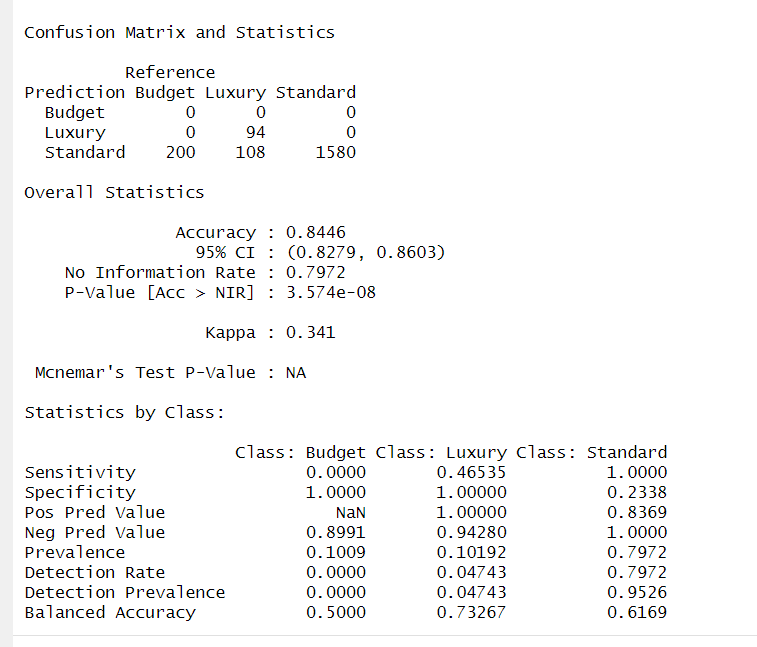 Confusion Matrix and Statistics
Reference
Prediction Budget Luxury Standard
Budget 0 0 0
Luxury 0 94 0
Standard 200 108 1580
Overall Statistics
Accuracy : 0.8446
95% CI : (0.8279, 0.8603)
No Information Rate : 0.7972
P-Value [Acc > NIR] : 3.574e-08
Kappa : 0.341
Mcnemar's Test P-Value : NA
Statistics by Class:
Class: Budget Class: Luxury Class: Standard
Sensitivity 0.0000 0.46535 1.0000
Specificity 1.0000 1.00000 0.2338
Pos Pred Value NaN 1.00000 0.8369
Neg Pred Value 0.8991 0.94280 1.0000
Prevalence 0.1009 0.10192 0.7972
Detection Rate 0.0000 0.04743 0.7972
Detection Prevalence 0.0000 0.04743 0.9526
Balanced Accuracy 0.5000 0.73267 0.6169